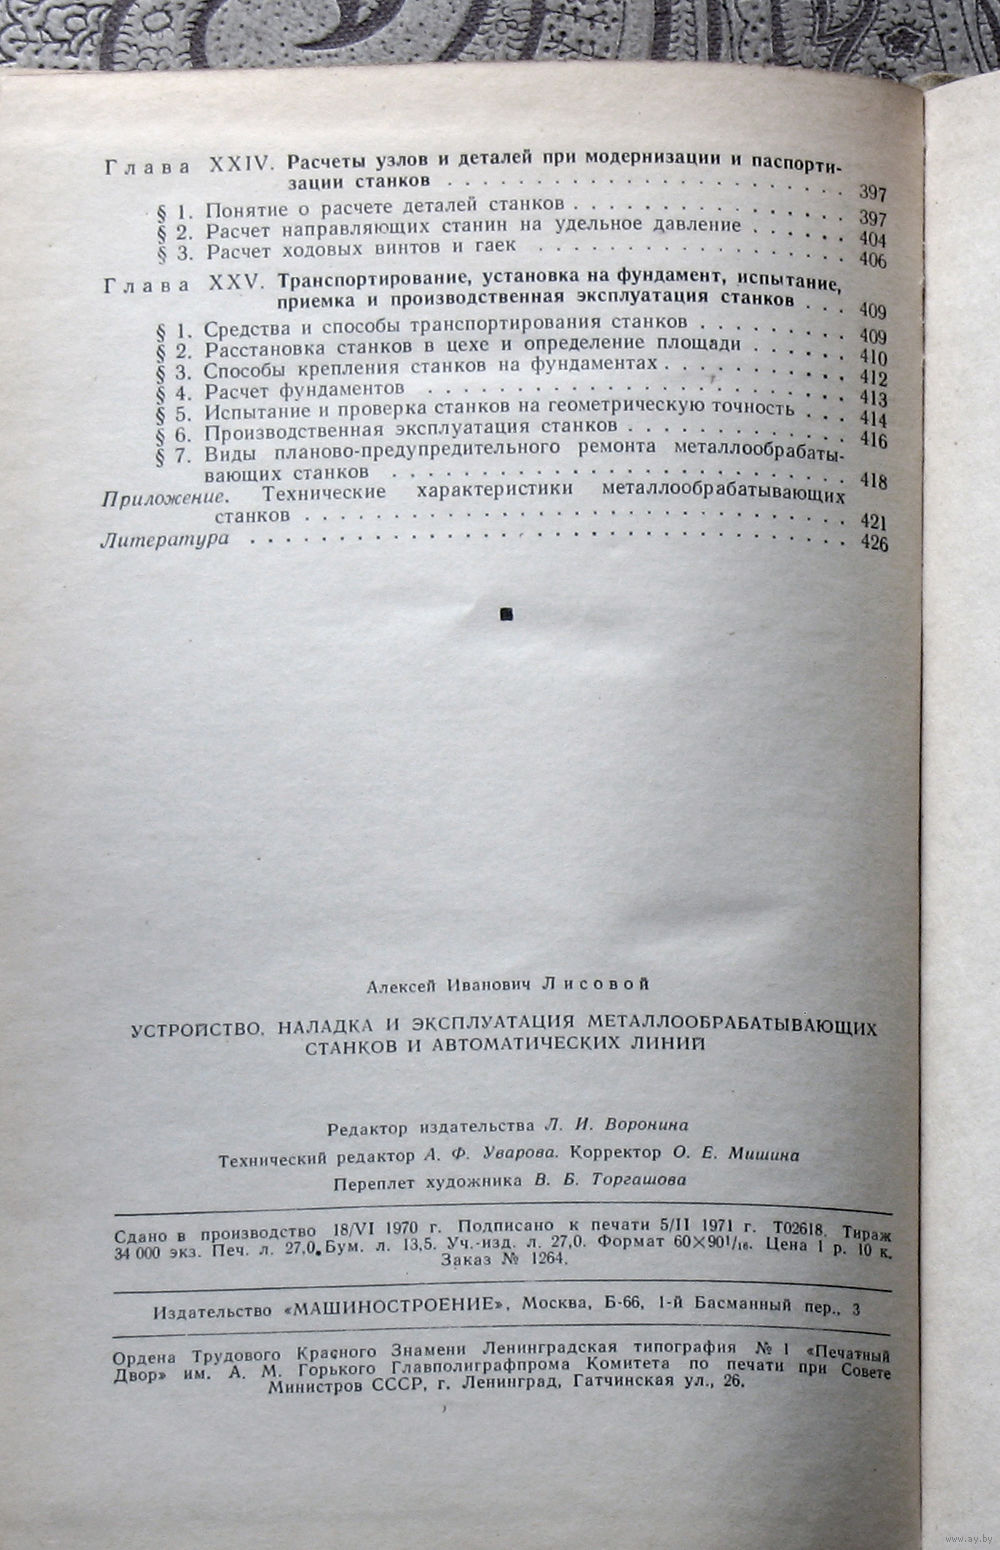 Глава XXIV. Расчеты узлов и деталей при модернизации и паспорти-
зации станков . . . . . . . . . . . . . . . . . . . . . . . 397
§ 1. Понятие о расчете деталей станков . . . . . . . . . . . . . . . . 397
§ 2. Расчет направляющих станин на удельное давление . . . . . . 404
§ 3. Расчет ходовых винтов и гаек . . . . . . . . . . . . . . . . . . 406
Глава XXV. Транспортирование, установка на фундамент, испытание,
приемка и производственная эксплуатация станков . . . 409
§ 1. Средства и способы транспортирования станков . . . . . . . . . 409
§ 2. Расстановка станков в цехе и определение площади . . . . . . 410
§ 3. Способы крепления станков на фундаментах . . . . . . . . . . . 412
§ 4. Расчет фундаментов . . . . . . . . . . . . . . . . . . . . . . . . 413
§ 5. Испытание и проверка станков на геометрическую точность . . . 414
§ 6. Производственная эксплуатация станков . . . . . . . . . . . . . 416
§ 7. Виды планово-предупредительного ремонта металлообрабаты-
вающих станков . . . . . . . . . . . . . . . . . . . . . . . . . . 418
Приложение. Технические характеристики металлообрабатывающих
станков . . . . . . . . . . . . . . . . . . . . . . . . . . . . . . . 421
Литература . . . . . . . . . . . . . . . . . . . . . . . . . . . . . . . . . . 426
Алексей Иванович Лисовой
УСТРОЙСТВО, НАЛАДКА И ЭКСПЛУАТАЦИЯ МЕТАЛЛООБРАБАТЫВАЮЩИХ
СТАНКОВ И АВТОМАТИЧЕСКИХ ЛИНИЙ
Редактор издательства Л. И. Воронина
Технический редактор А. Ф. Уварова. Корректор О. Е. Мишина
Переплет художника В. Б. Торгашова
Сдано в производство 18/VI 1970 г. Подписано к печати 5/II 1971 г. Т02618. Тираж
34 000 экз. Печ. л. 27,0. Бум. л. 13,5. Уч.-изд. л. 27,0. Формат 60×90¹/₁₆. Цена 1 р. 10 к.
Заказ № 1264.
Издательство «МАШИНОСТРОЕНИЕ», Москва, Б-66, 1-й Басманный пер., 3
Ордена Трудового Красного Знамени Ленинградская типография № 1 «Печатный
Двор» им. А. М. Горького Главполиграфпрома Комитета по печати при Совете
Министров СССР, г. Ленинград, Гатчинская ул., 26.
www.ay.by